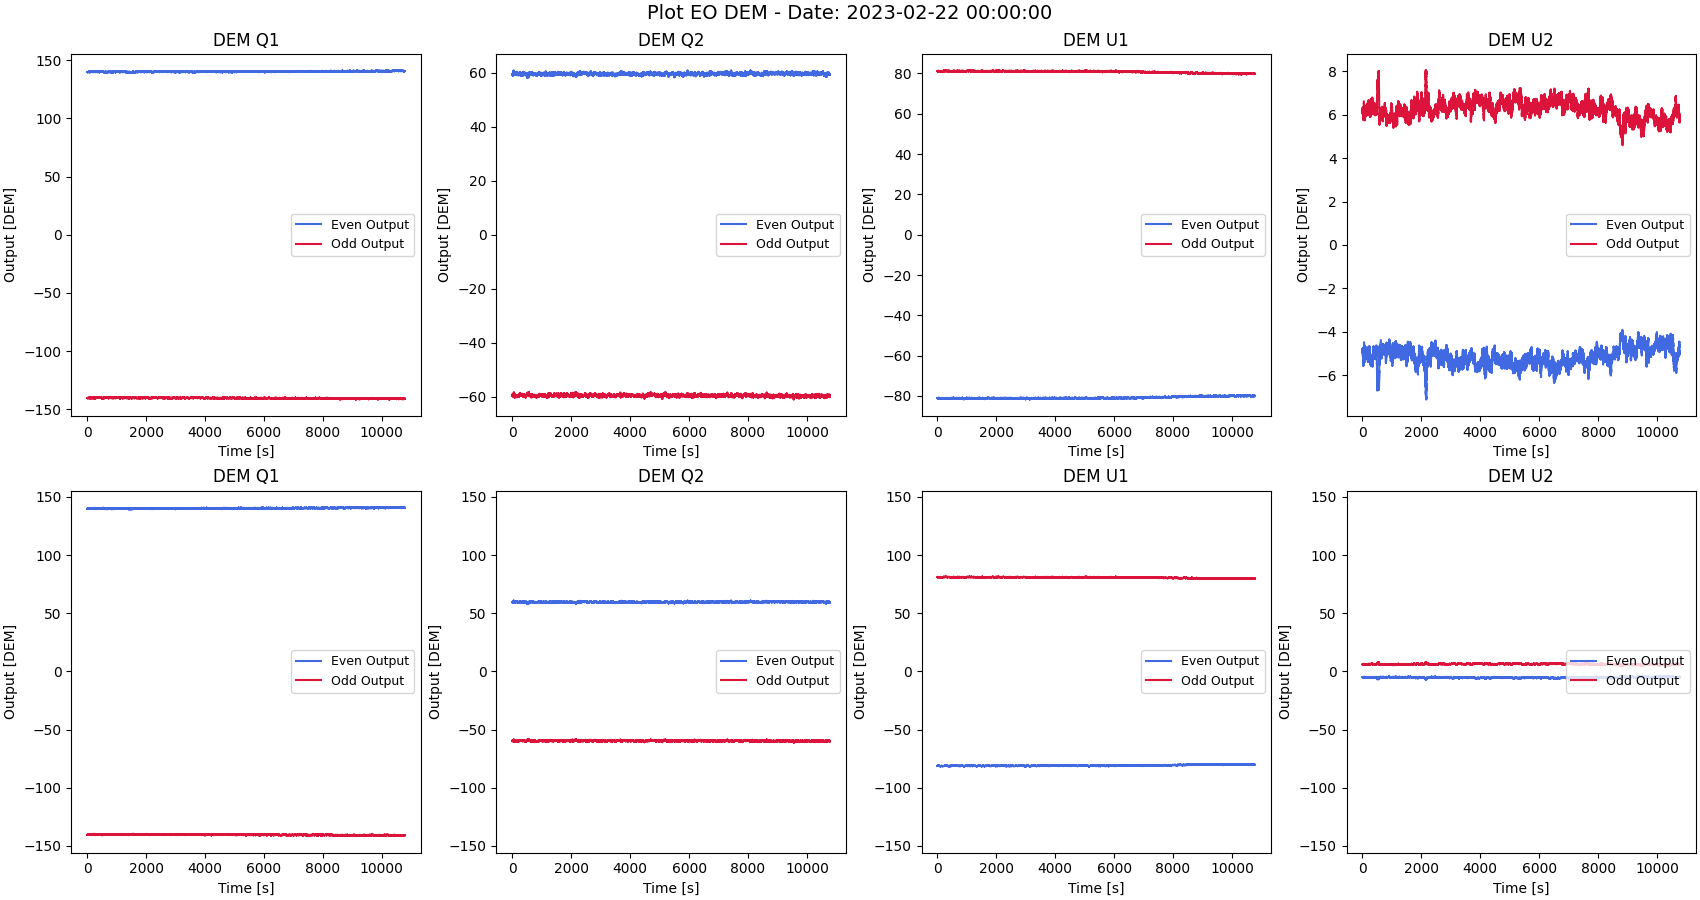 Plot EO DEM - Date: 2023-02-22 00:00:00
DEM Q1
Output [DEM]
150
100
50
0
−50
−100
−150
Even Output
Odd Output
0 2000 4000 6000 8000 10000
Time [s]
DEM Q2
Output [DEM]
60
40
20
0
−20
−40
−60
Even Output
Odd Output
0 2000 4000 6000 8000 10000
Time [s]
DEM U1
Output [DEM]
80
60
40
20
0
−20
−40
−60
−80
Even Output
Odd Output
0 2000 4000 6000 8000 10000
Time [s]
DEM U2
Output [DEM]
8
6
4
2
0
−2
−4
−6
Even Output
Odd Output
0 2000 4000 6000 8000 10000
Time [s]
DEM Q1
Output [DEM]
150
100
50
0
−50
−100
−150
Even Output
Odd Output
0 2000 4000 6000 8000 10000
Time [s]
DEM Q2
Output [DEM]
150
100
50
0
−50
−100
−150
Even Output
Odd Output
0 2000 4000 6000 8000 10000
Time [s]
DEM U1
Output [DEM]
150
100
50
0
−50
−100
−150
Even Output
Odd Output
0 2000 4000 6000 8000 10000
Time [s]
DEM U2
Output [DEM]
150
100
50
0
−50
−100
−150
Even Output
Odd Output
0 2000 4000 6000 8000 10000
Time [s]